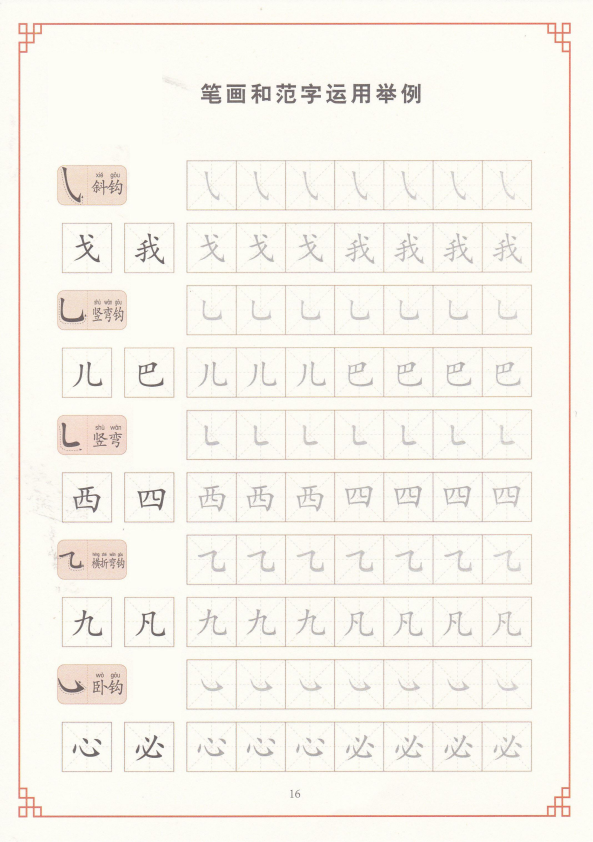 笔画和范字运用举例
xié gōu
斜钩
戈 我 戈 戈 戈 我 我 我 我
shù wān gōu
竖弯钩
儿 巴 儿 儿 儿 巴 巴 巴 巴
shù wān
竖弯
西 四 西 西 西 四 四 四 四
héng zhé wān gōu
横折弯钩
九 凡 九 九 九 凡 凡 凡 凡
wò gōu
卧钩
心 必 心 心 心 必 必 必 必
16